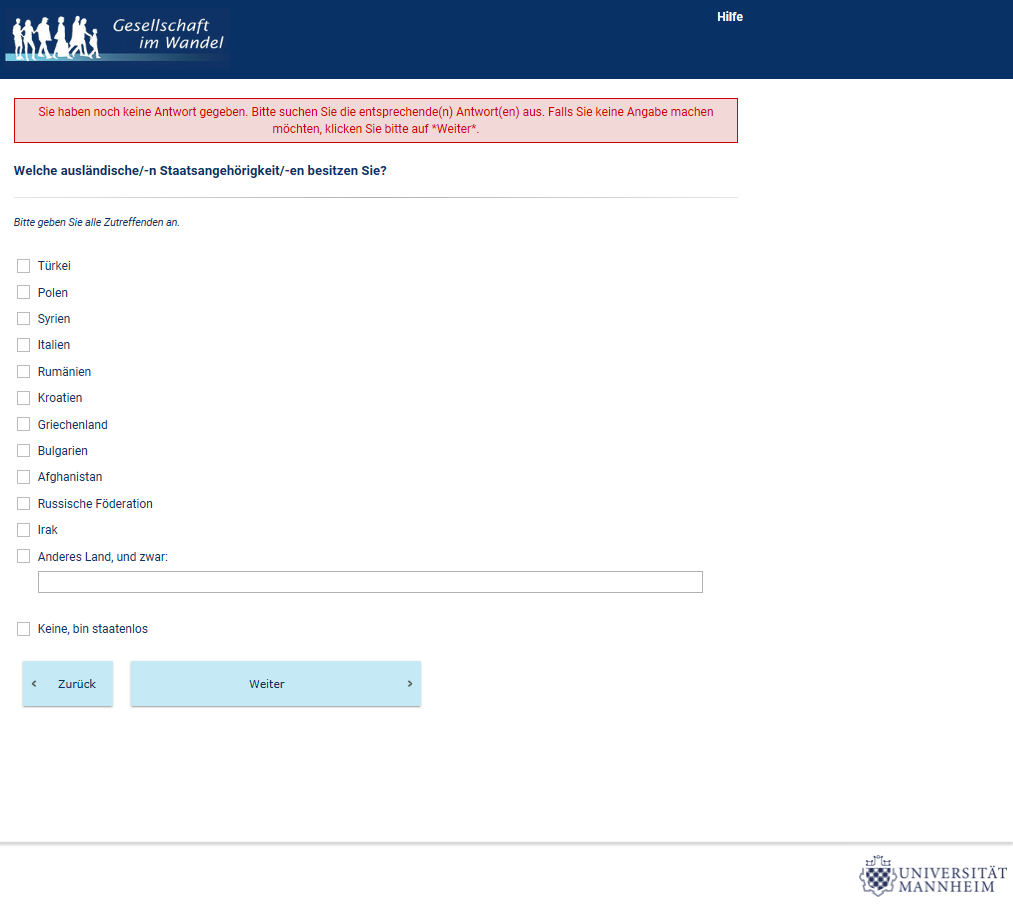 Gesellschaft
im Wandel
Hilfe
Sie haben noch keine Antwort gegeben. Bitte suchen Sie die entsprechende(n) Antwort(en) aus. Falls Sie keine Angabe machen
möchten, klicken Sie bitte auf *Weiter*.
Welche ausländische/-n Staatsangehörigkeit/-en besitzen Sie?
Bitte geben Sie alle Zutreffenden an.
Türkei
Polen
Syrien
Italien
Rumänien
Kroatien
Griechenland
Bulgarien
Afghanistan
Russische Föderation
Irak
Anderes Land, und zwar:
Keine, bin staatenlos
Zurück
Weiter
UNIVERSITÄT
MANNHEIM